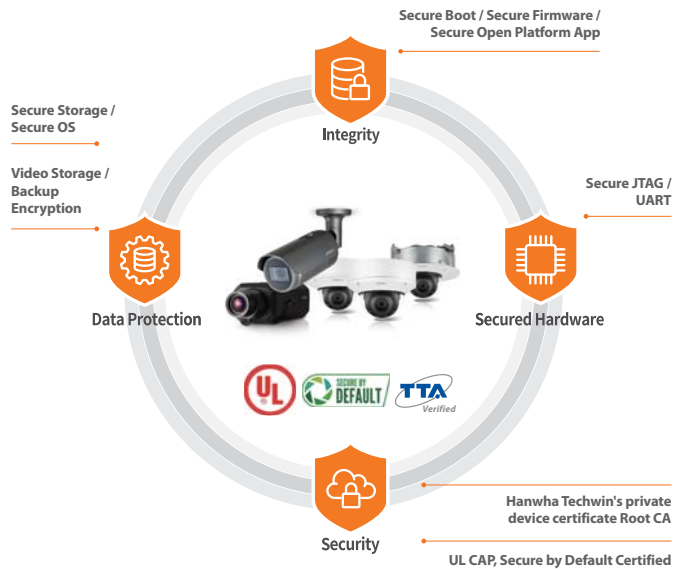 Secure Boot / Secure Firmware /
Secure Open Platform App
Integrity
Secure Storage /
Secure OS
Video Storage /
Backup
Encryption
Data Protection
Secure JTAG /
UART
Secured Hardware
UL
SECURE BY
DEFAULT
TTA
Verified
Security
Hanwha Techwin's private
device certificate Root CA
UL CAP, Secure by Default Certified